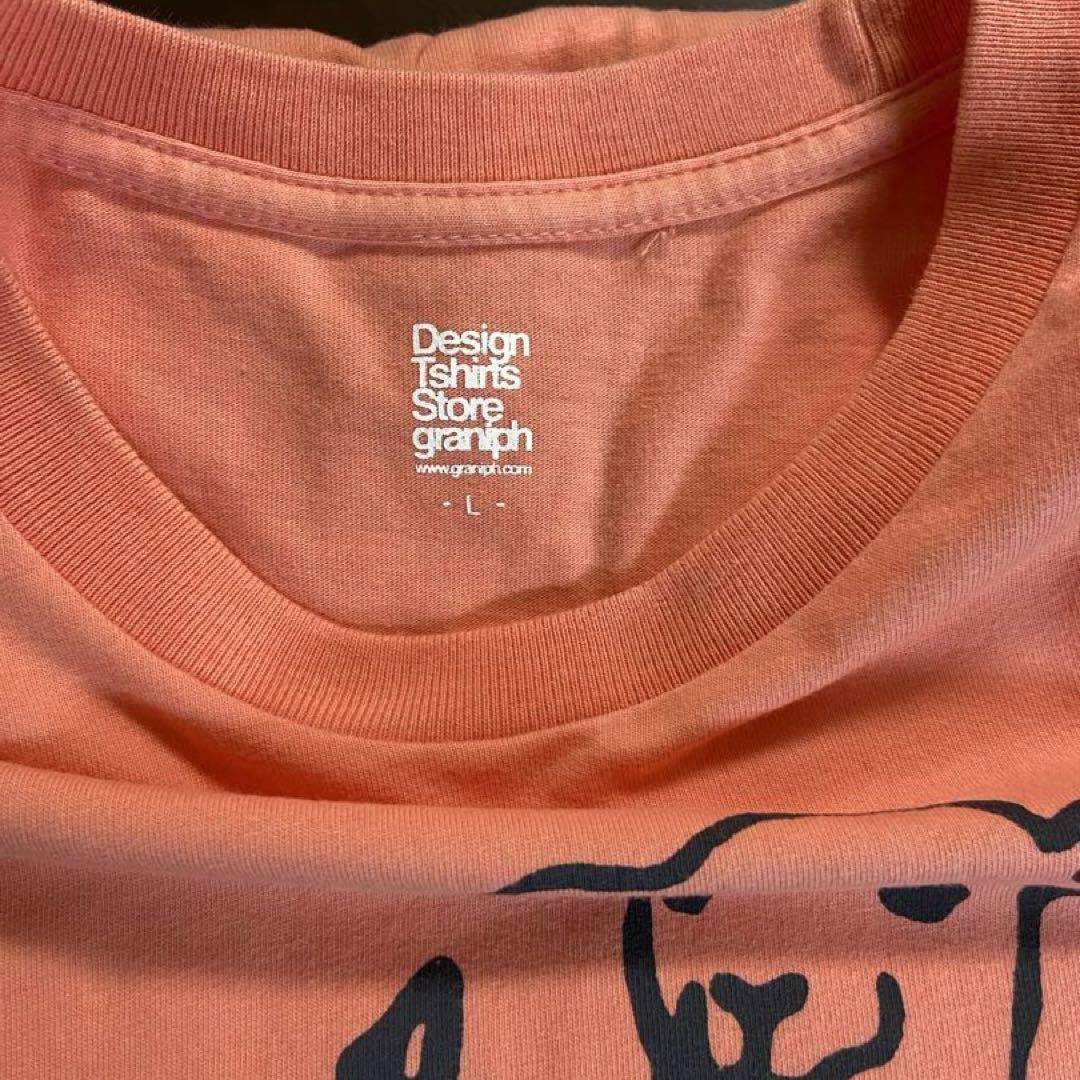 Design
Tshirts
Store
graniph
www.graniph.com
- L -